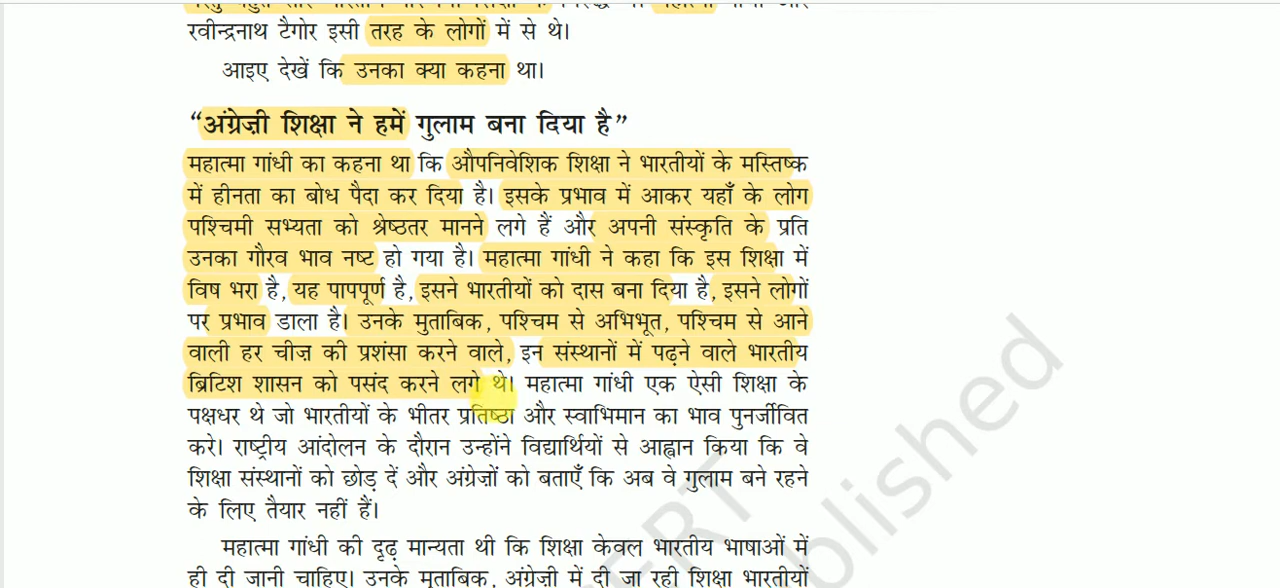 रवीन्द्रनाथ टैगोर इसी तरह के लोगों में से थे।
आइए देखें कि उनका क्या कहना था।
“अंग्रेज़ी शिक्षा ने हमें गुलाम बना दिया है”
महात्मा गांधी का कहना था कि औपनिवेशिक शिक्षा ने भारतीयों के मस्तिष्क
में हीनता का बोध पैदा कर दिया है। इसके प्रभाव में आकर यहाँ के लोग
पश्चिमी सभ्यता को श्रेष्ठतर मानने लगे हैं और अपनी संस्कृति के प्रति
उनका गौरव भाव नष्ट हो गया है। महात्मा गांधी ने कहा कि इस शिक्षा में
विष भरा है, यह पापपूर्ण है, इसने भारतीयों को दास बना दिया है, इसने लोगों
पर प्रभाव डाला है। उनके मुताबिक, पश्चिम से अभिभूत, पश्चिम से आने
वाली हर चीज़ की प्रशंसा करने वाले, इन संस्थानों में पढ़ने वाले भारतीय
ब्रिटिश शासन को पसंद करने लगे थे। महात्मा गांधी एक ऐसी शिक्षा के
पक्षधर थे जो भारतीयों के भीतर प्रतिष्ठा और स्वाभिमान का भाव पुनर्जीवित
करे। राष्ट्रीय आंदोलन के दौरान उन्होंने विद्यार्थियों से आह्वान किया कि वे
शिक्षा संस्थानों को छोड़ दें और अंग्रेज़ों को बताएँ कि अब वे गुलाम बने रहने
के लिए तैयार नहीं हैं।
महात्मा गांधी की दृढ़ मान्यता थी कि शिक्षा केवल भारतीय भाषाओं में
ही दी जानी चाहिए। उनके मुताबिक, अंग्रेज़ी में दी जा रही शिक्षा भारतीयों